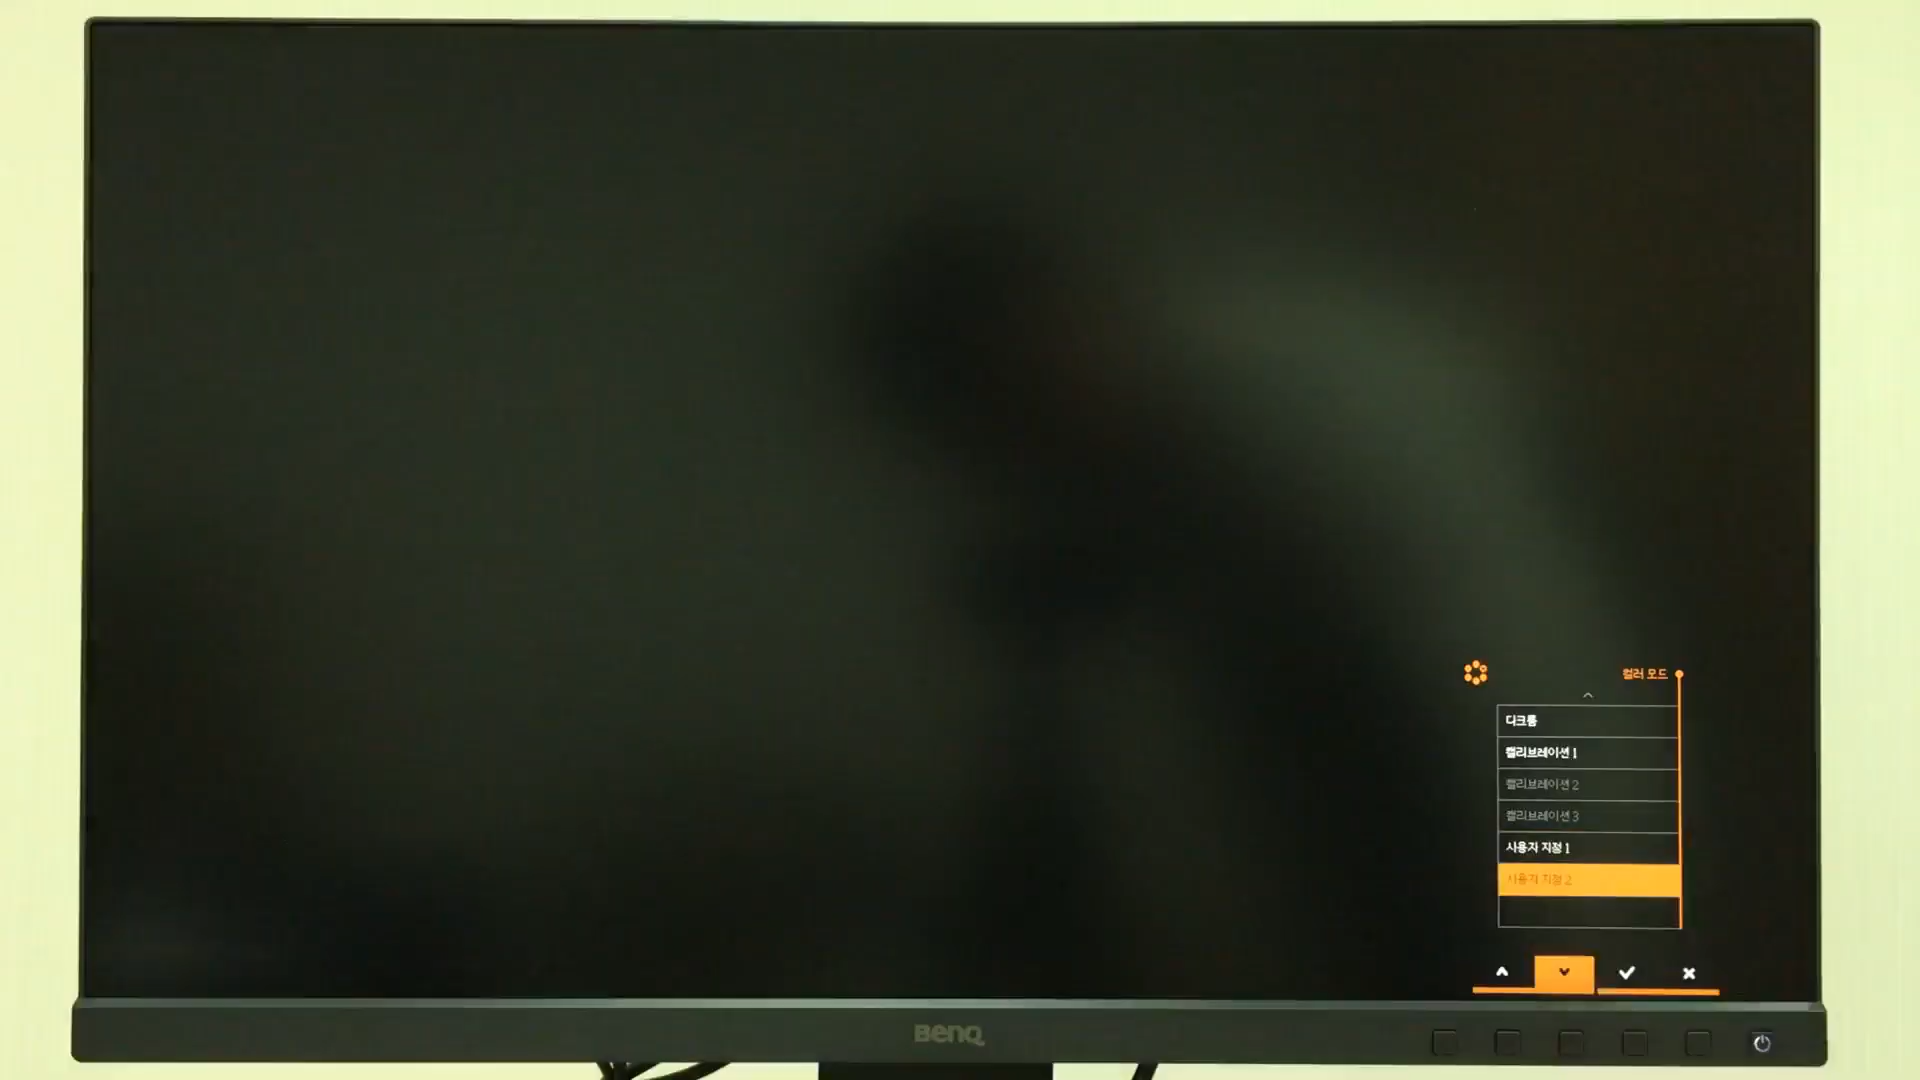 컬러 모드
디크롬
캘리브레이션 1
캘리브레이션 2
캘리브레이션 3
사용자 지정 1
사용자 지정 2
BenQ